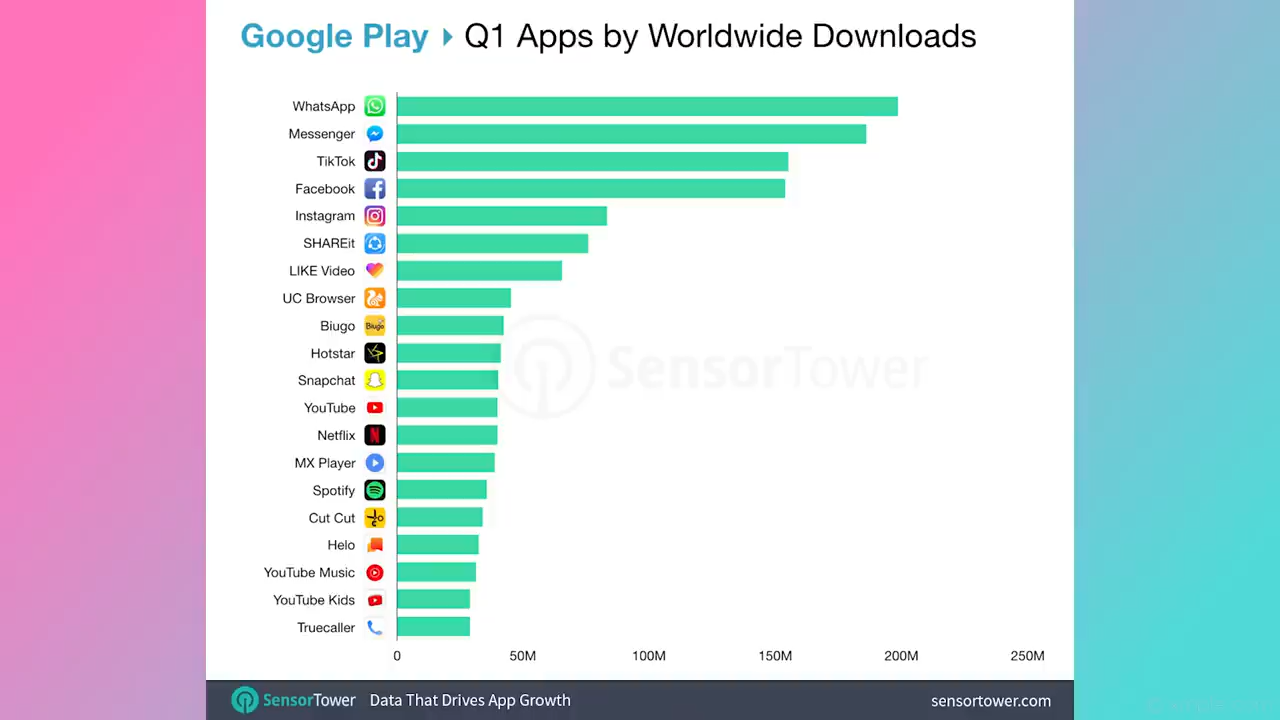 Google Play Q1 Apps by Worldwide Downloads
WhatsApp
Messenger
TikTok
Facebook
Instagram
SHAREit
LIKE Video
UC Browser
Biugo
Biugo
Hotstar
Snapchat
YouTube
Netflix
MX Player
Spotify
Cut Cut
Helo
YouTube Music
YouTube Kids
Truecaller
SensorTower
0 50M 100M 150M 200M 250M
SensorTower Data That Drives App Growth sensortower.com